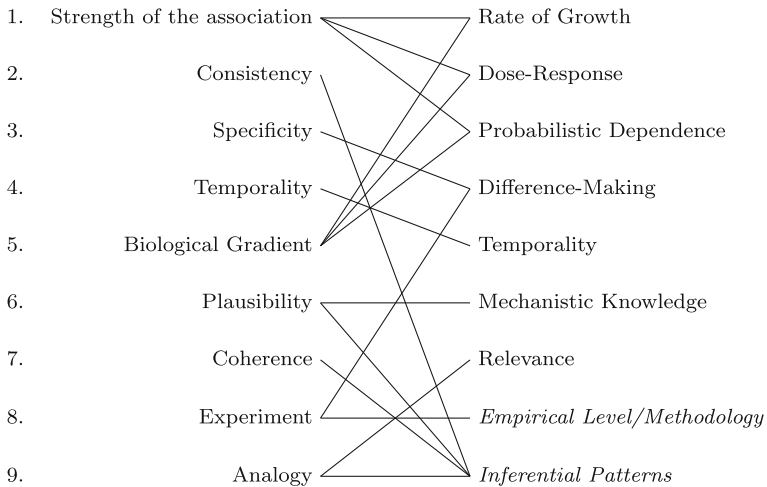 1. Strength of the association Rate of Growth
2. Consistency Dose-Response
3. Specificity Probabilistic Dependence
4. Temporality Difference-Making
5. Biological Gradient Temporality
6. Plausibility Mechanistic Knowledge
7. Coherence Relevance
8. Experiment Empirical Level/Methodology
9. Analogy Inferential Patterns